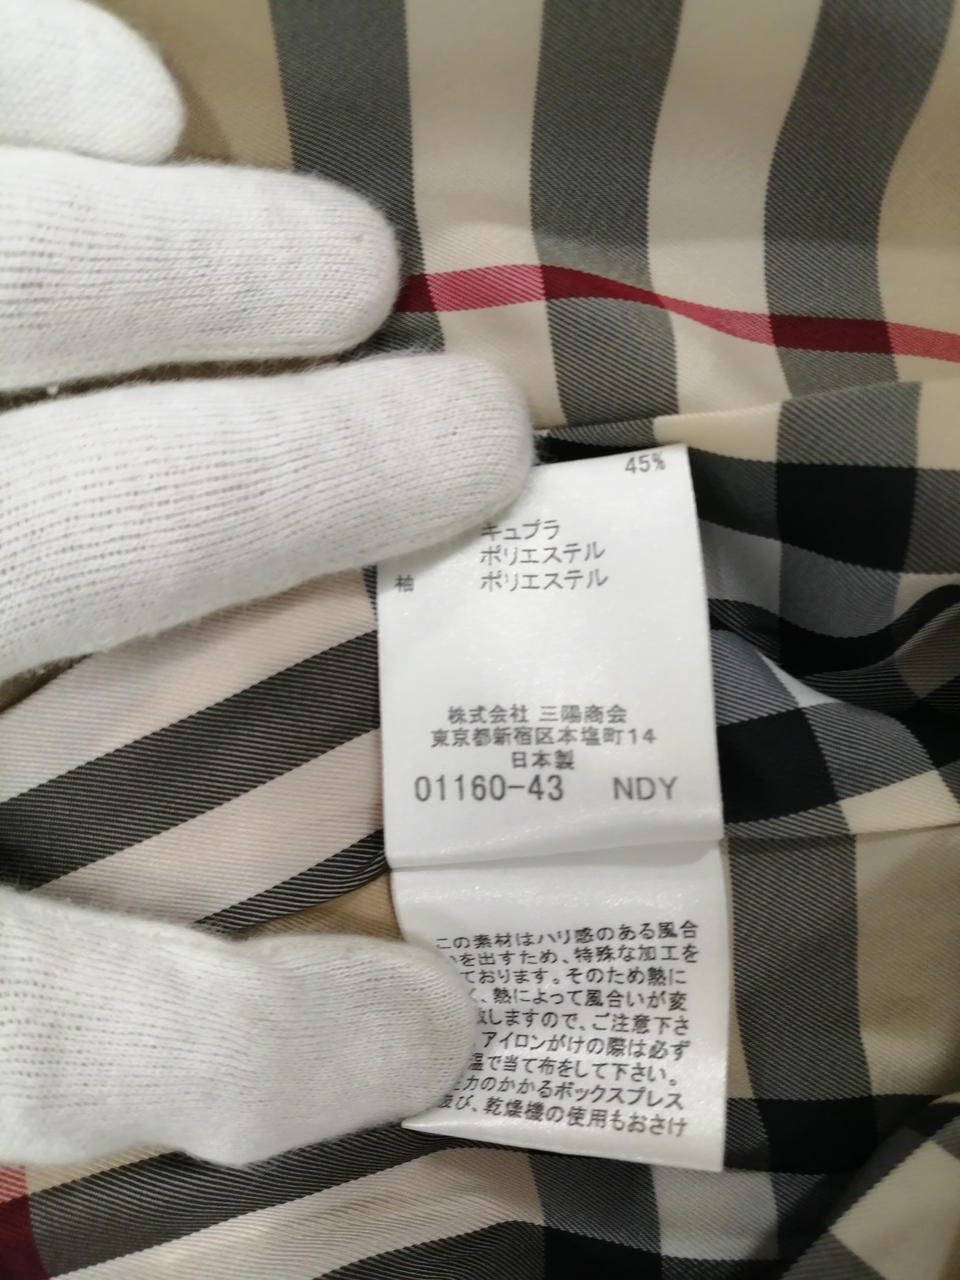 45%
キュプラ
ポリエステル
袖 ポリエステル
株式会社 三陽商会
東京都新宿区本塩町14
日本製
01160-43 NDY
この素材はハリ感のある風合
を出すため、特殊な加工を
ております。そのため熱に
く、熱によって風合いが変
しますので、ご注意下さ
アイロンがけの際は必ず
温で当て布をして下さい。
力のかかるボックスプレス
及び、乾燥機の使用もおさけ